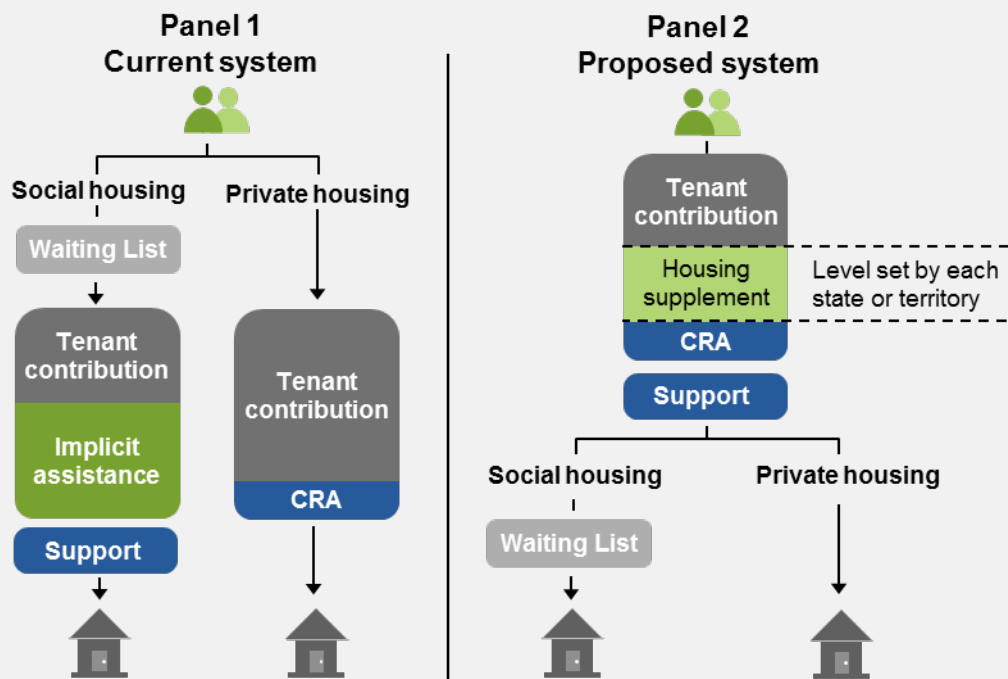 Panel 1
Current system
Social housing
Private housing
Waiting List
Tenant
contribution
Implicit
assistance
Support
Tenant
contribution
CRA
Panel 2
Proposed system
Tenant
contribution
Housing
supplement
Level set by each
state or territory
CRA
Support
Social housing
Private housing
Waiting List